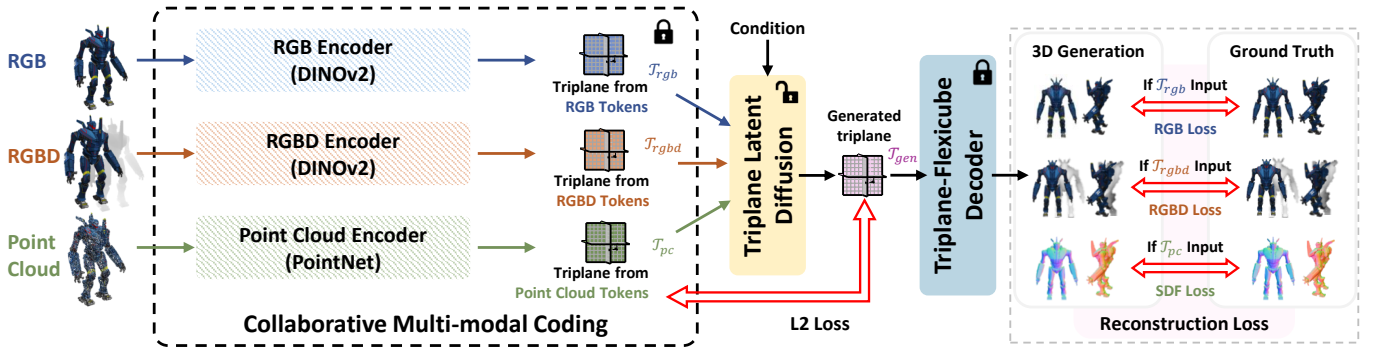 RGB
RGBD
Point
Cloud
RGB Encoder
(DINOv2)
RGBD Encoder
(DINOv2)
Point Cloud Encoder
(PointNet)
Triplane from
RGB Tokens
𝒯rgb
Triplane from
RGBD Tokens
𝒯rgbd
Triplane from
Point Cloud Tokens
𝒯pc
Collaborative Multi-modal Coding
Condition
Triplane Latent
Diffusion
Generated
triplane
𝒯gen
L2 Loss
Triplane-Flexicube
Decoder
3D Generation
Ground Truth
If 𝒯rgb Input
RGB Loss
If 𝒯rgbd Input
RGBD Loss
If 𝒯pc Input
SDF Loss
Reconstruction Loss